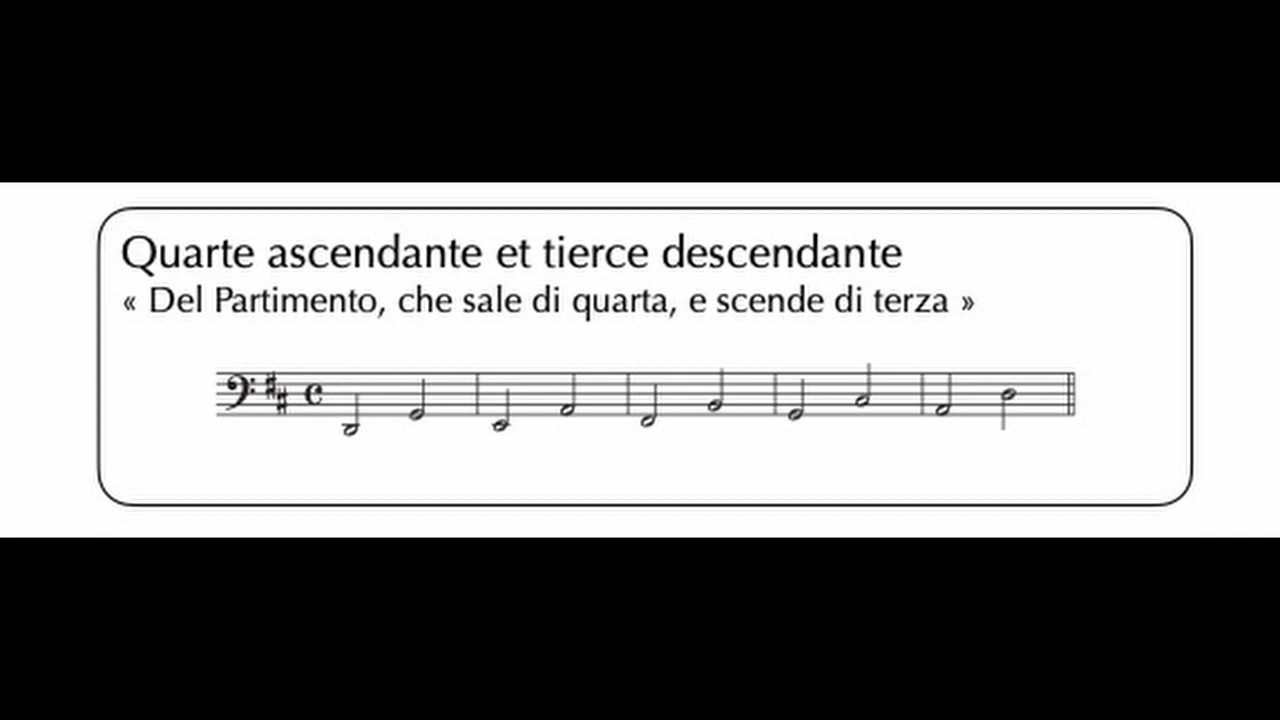 Quarte ascendante et tierce descendante
« Del Partimento, che sale di quarta, e scende di terza »